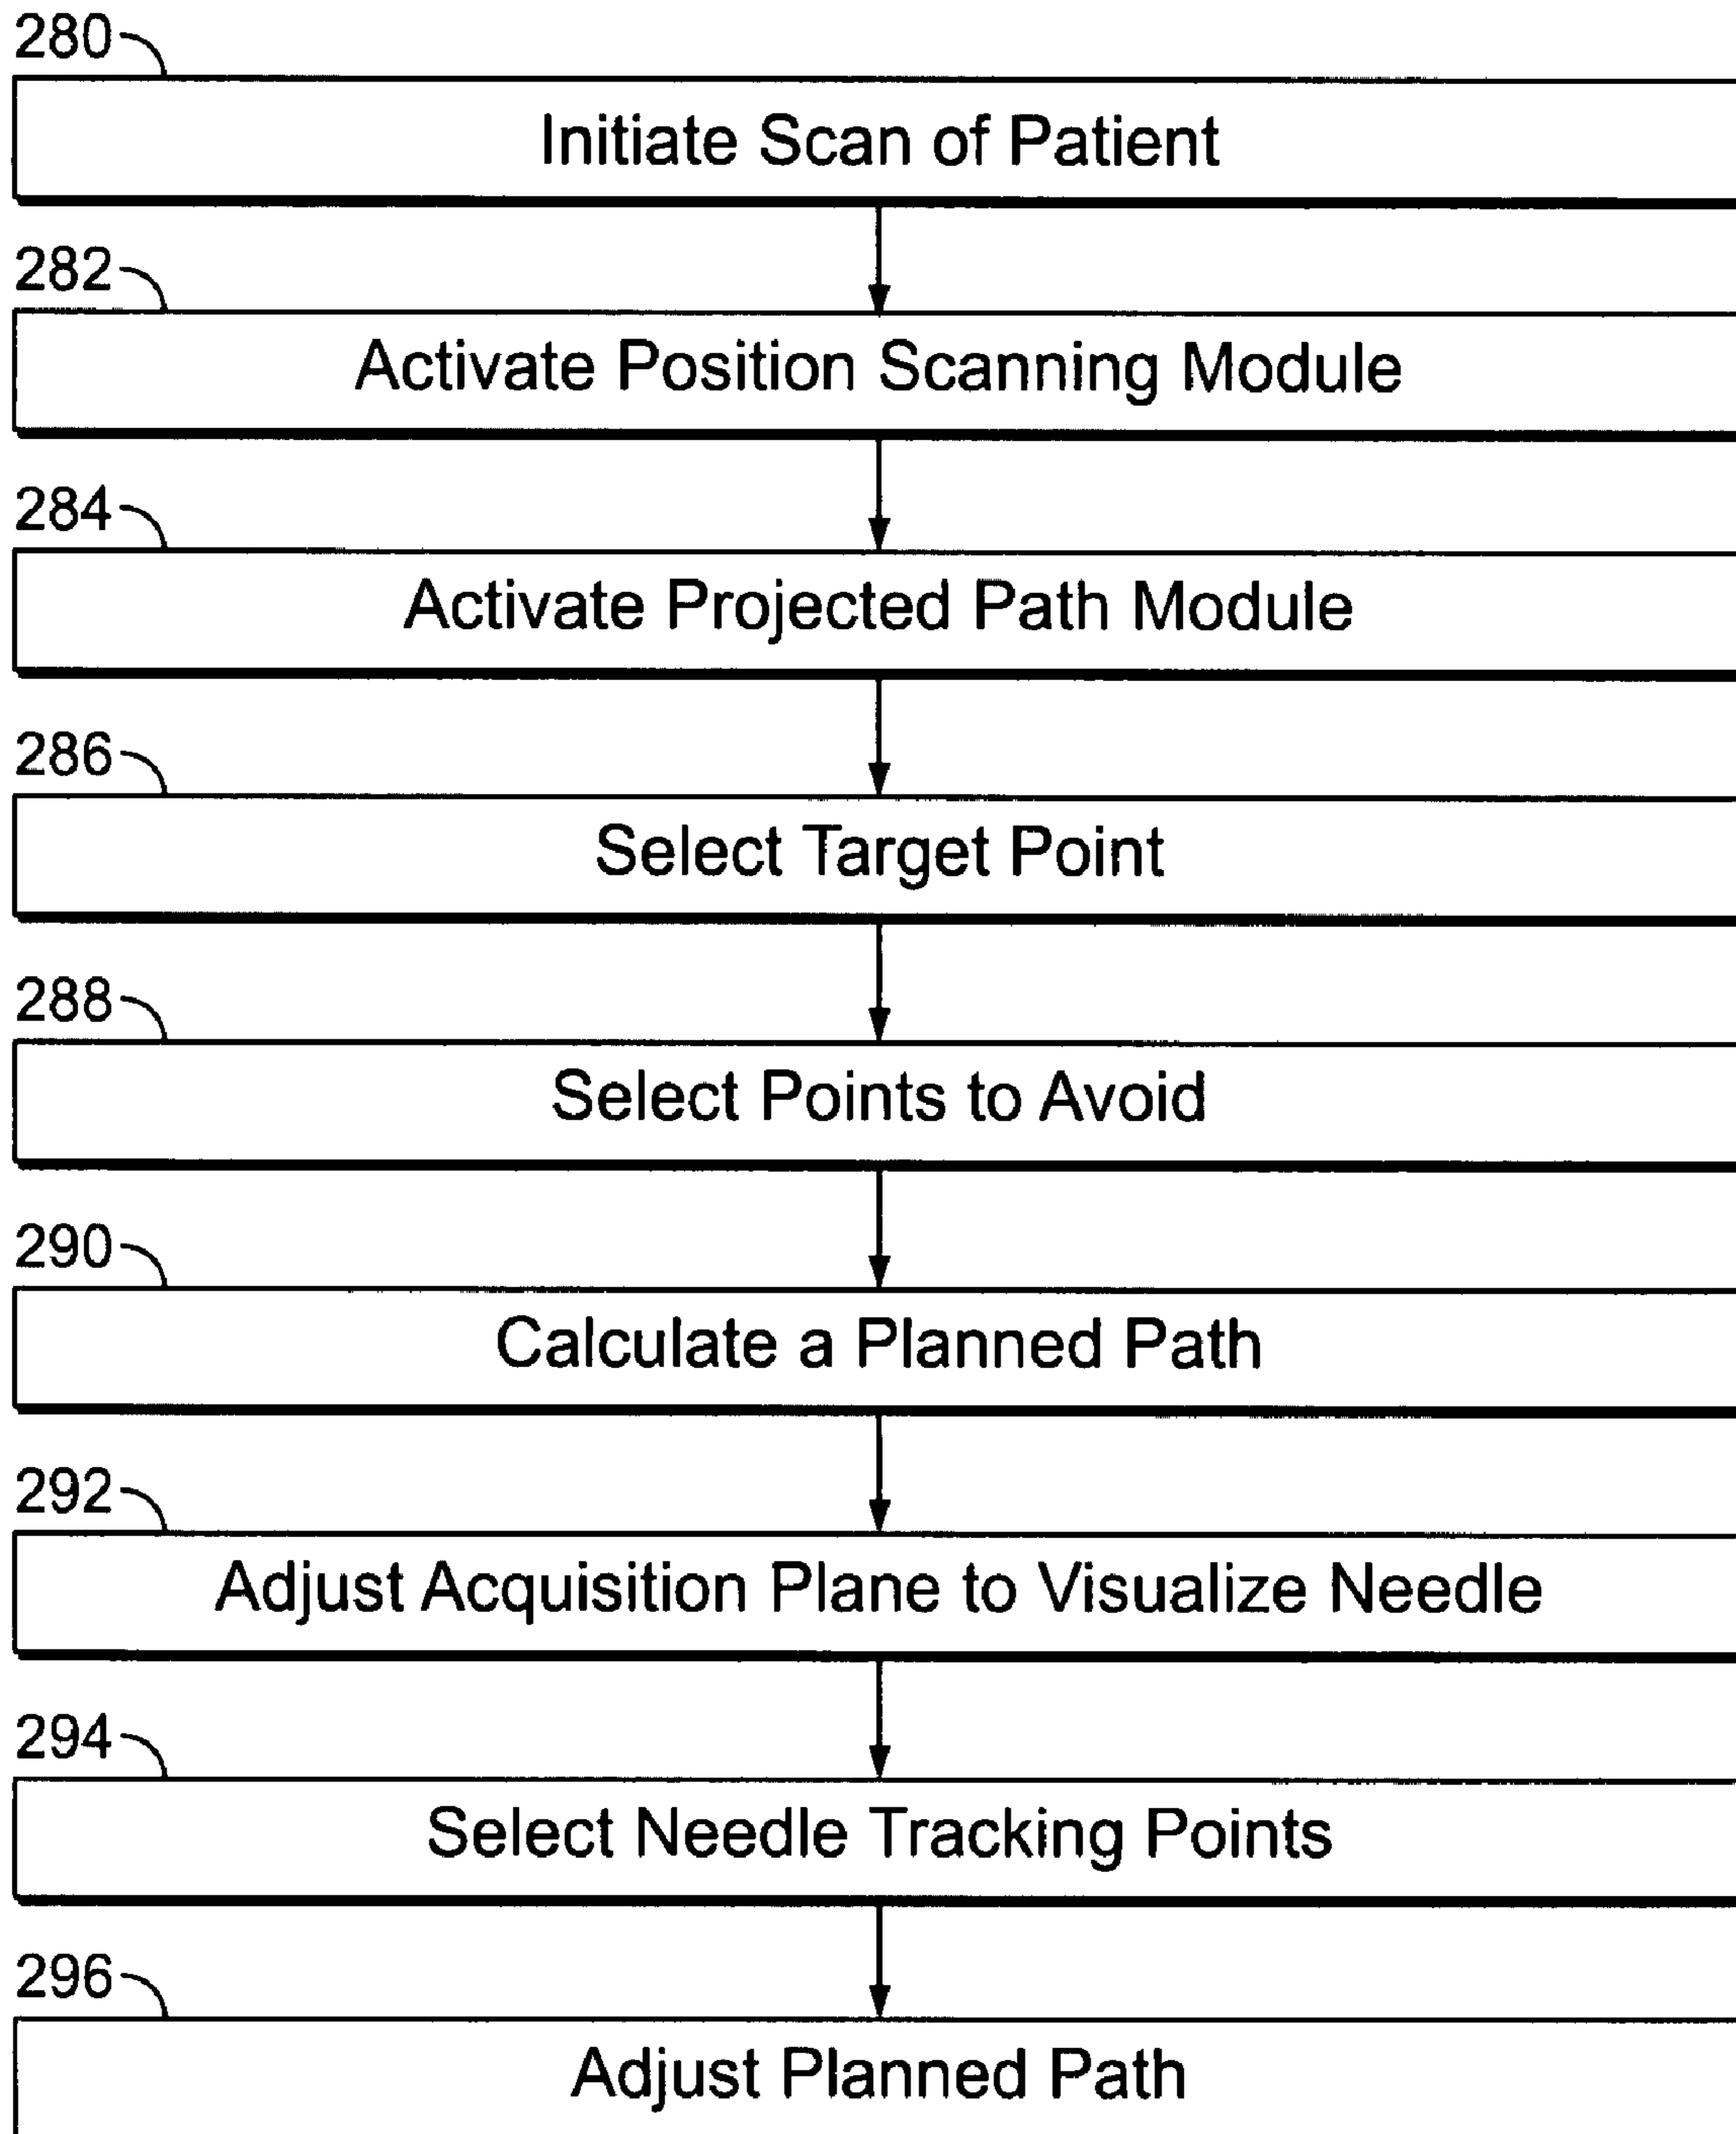 280
Initiate Scan of Patient
282
Activate Position Scanning Module
284
Activate Projected Path Module
286
Select Target Point
288
Select Points to Avoid
290
Calculate a Planned Path
292
Adjust Acquisition Plane to Visualize Needle
294
Select Needle Tracking Points
296
Adjust Planned Path